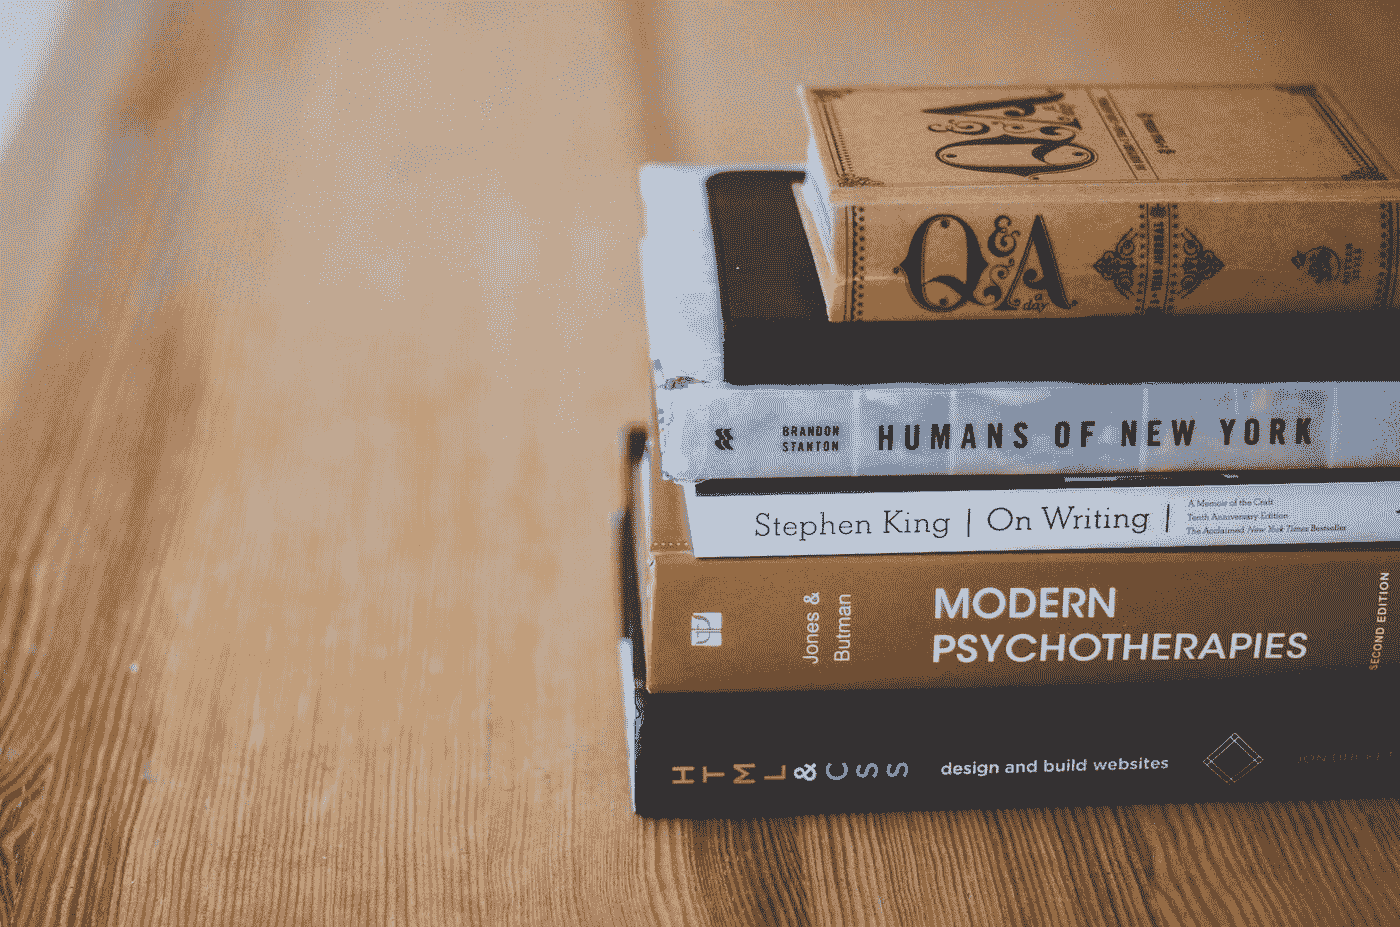 Q&A
Q&A
a
day
BRANDON
STANTON
HUMANS OF NEW YORK
Stephen King | On Writing |
A Memoir of the Craft
Tenth Anniversary Edition
The Acclaimed New York Times Bestseller
Jones &
Butman
MODERN
PSYCHOTHERAPIES
SECOND EDITION
HTML & CSS
design and build websites